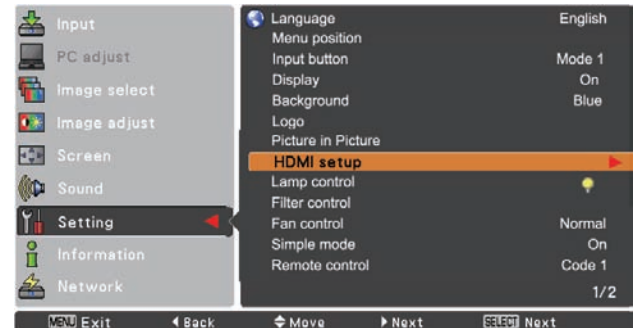 Input
PC adjust
Image select
Image adjust
Screen
Sound
Setting
Information
Network
Language English
Menu position
Input button Mode 1
Display On
Background Blue
Logo
Picture in Picture
HDMI setup
Lamp control
Filter control
Fan control Normal
Simple mode On
Remote control Code 1
1/2
MENU Exit Back Move Next SELECT Next